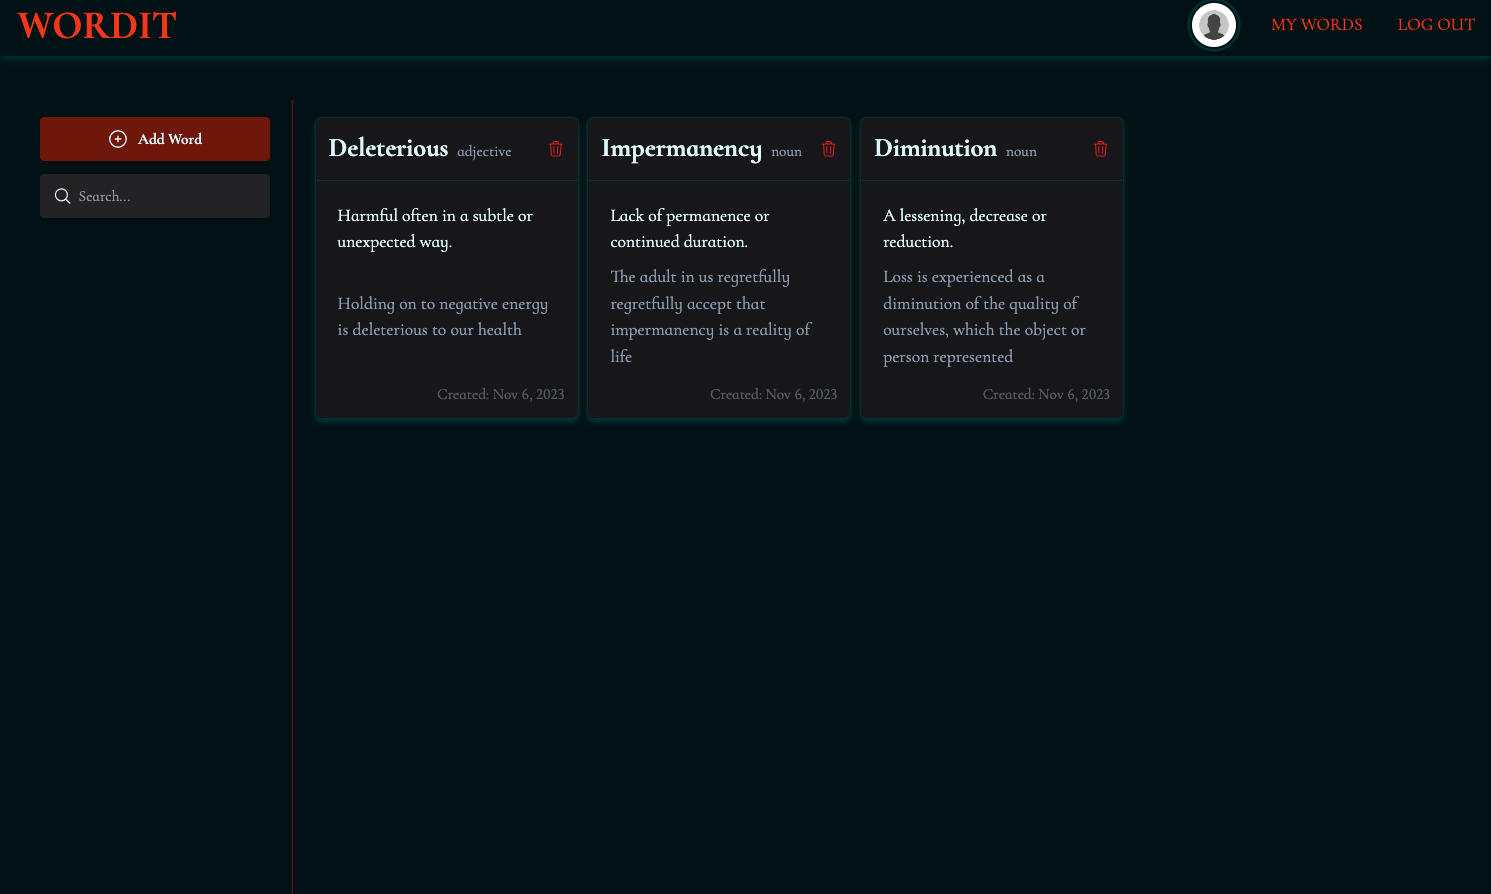 WORDIT
MY WORDS
LOG OUT
Add Word
Search...
Deleterious adjective
Harmful often in a subtle or
unexpected way.
Holding on to negative energy
is deleterious to our health
Created: Nov 6, 2023
Impermanency noun
Lack of permanence or
continued duration.
The adult in us regretfully
regretfully accept that
impermanency is a reality of
life
Created: Nov 6, 2023
Diminution noun
A lessening, decrease or
reduction.
Loss is experienced as a
diminution of the quality of
ourselves, which the object or
person represented
Created: Nov 6, 2023